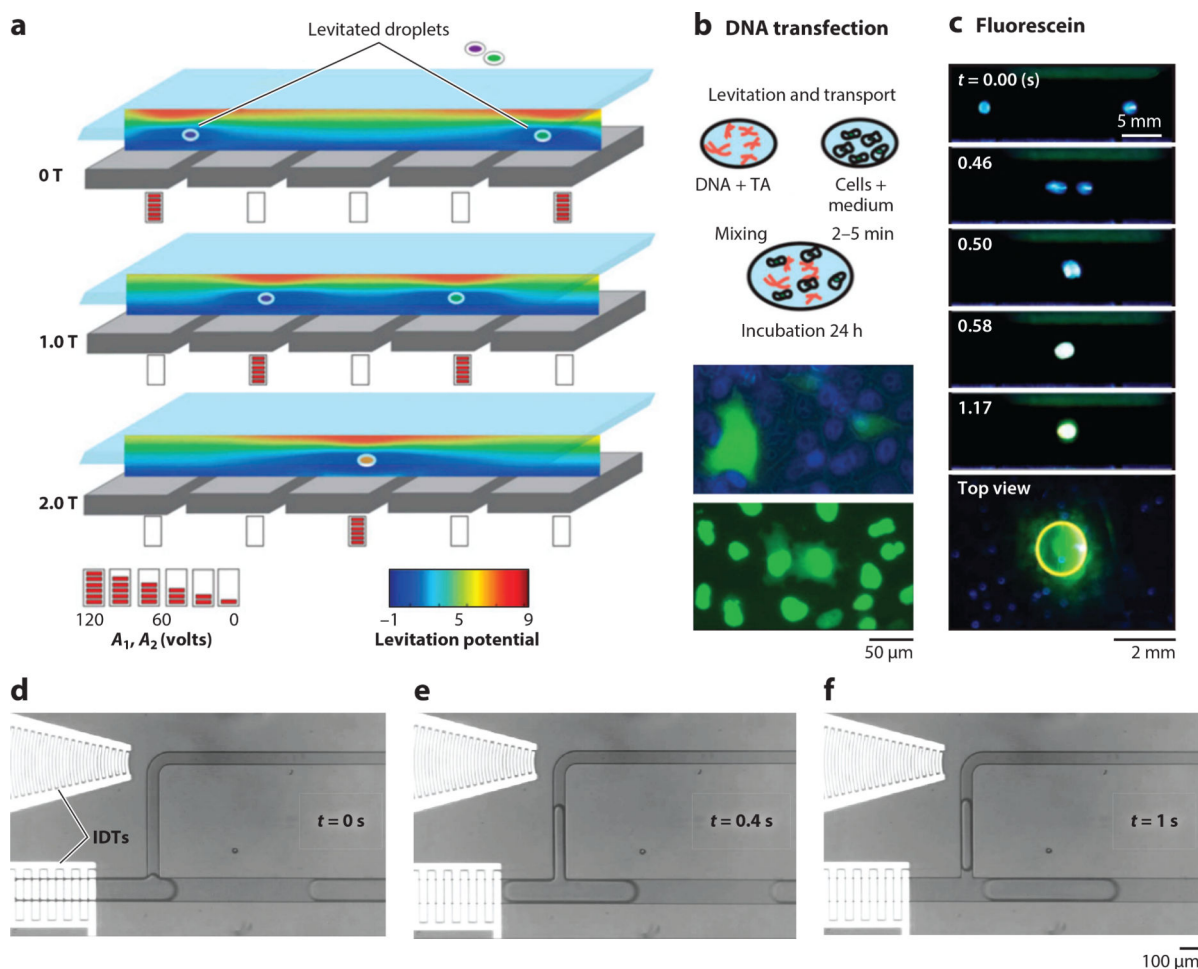 a
Levitated droplets
0 T
1.0 T
2.0 T
120 60 0
A1, A2 (volts)
–1 5 9
Levitation potential
b DNA transfection
Levitation and transport
DNA + TA
Cells +
medium
Mixing 2–5 min
Incubation 24 h
50 µm
c Fluorescein
t = 0.00 (s)
5 mm
0.46
0.50
0.58
1.17
Top view
2 mm
d
IDTs
t = 0 s
e
t = 0.4 s
f
t = 1 s
100 µm